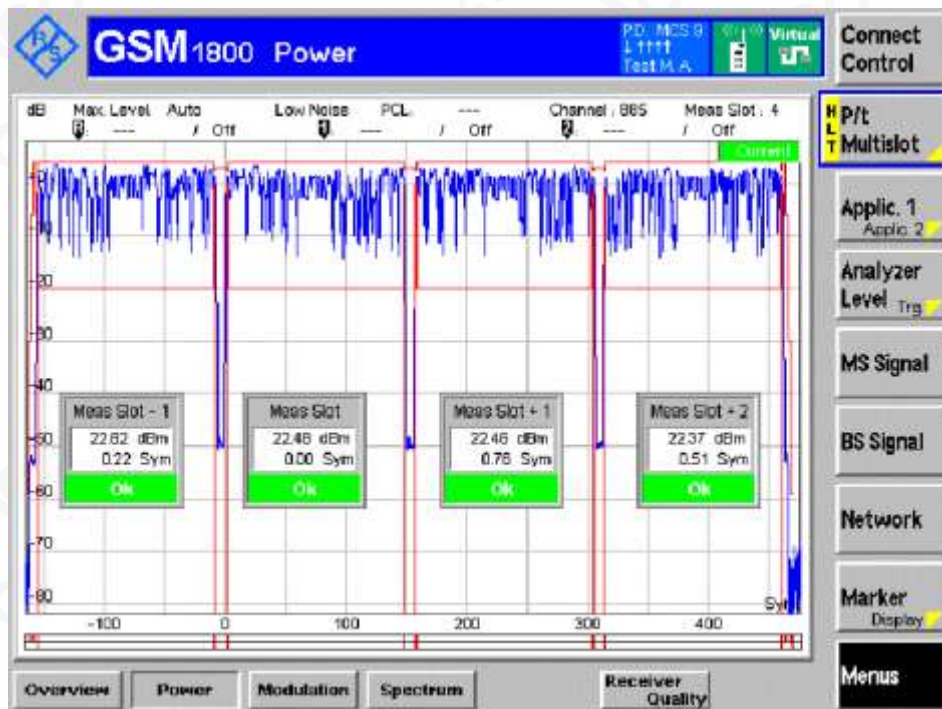 GSM 1800 Power
P.D. MCS 9
↓ ↑↑↑↑
Test M. A.
Virtual
Connect
Control
dB Max. Level Auto Low Noise PCL: --- Channel : 885 Meas Slot : 4
--- / Off --- / Off --- / Off
Current
HLT
P/t
Multislot
Applic. 1
Applic. 2
Analyzer
Level Trg
MS Signal
BS Signal
Network
Marker
Display
Menus
-20
-30
-40
-50
-60
-70
-80
Meas Slot - 1
22.62 dBm
0.22 Sym
Ok
Meas Slot
22.46 dBm
0.00 Sym
Ok
Meas Slot + 1
22.46 dBm
0.76 Sym
Ok
Meas Slot + 2
22.37 dBm
0.51 Sym
Ok
-100 0 100 200 300 400
Overview Power Modulation Spectrum Receiver
Quality